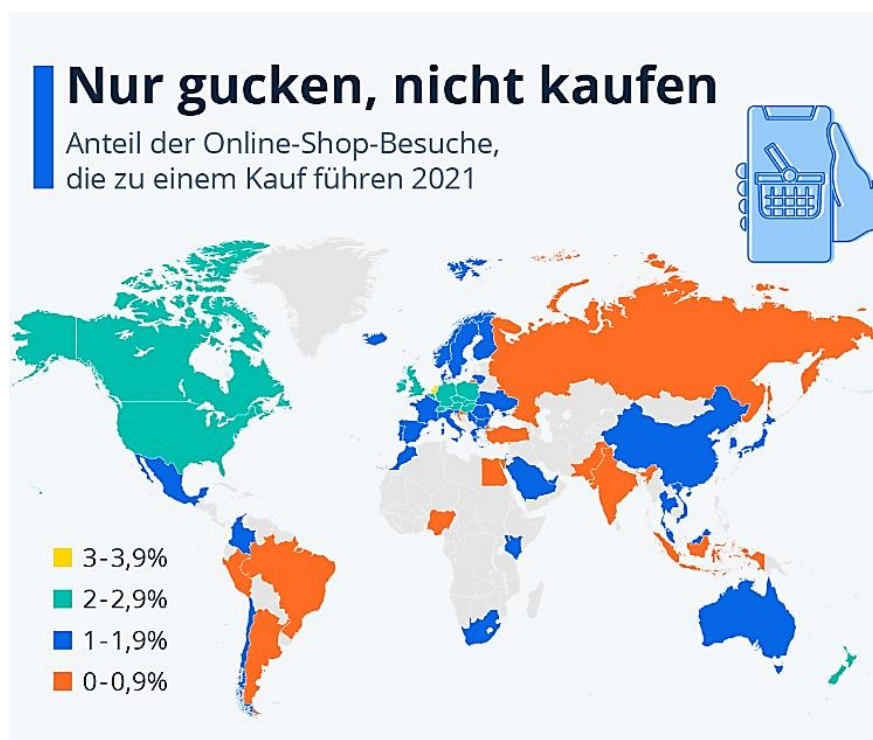 Nur gucken, nicht kaufen
Anteil der Online-Shop-Besuche,
die zu einem Kauf führen 2021
3-3,9%
2-2,9%
1-1,9%
0-0,9%